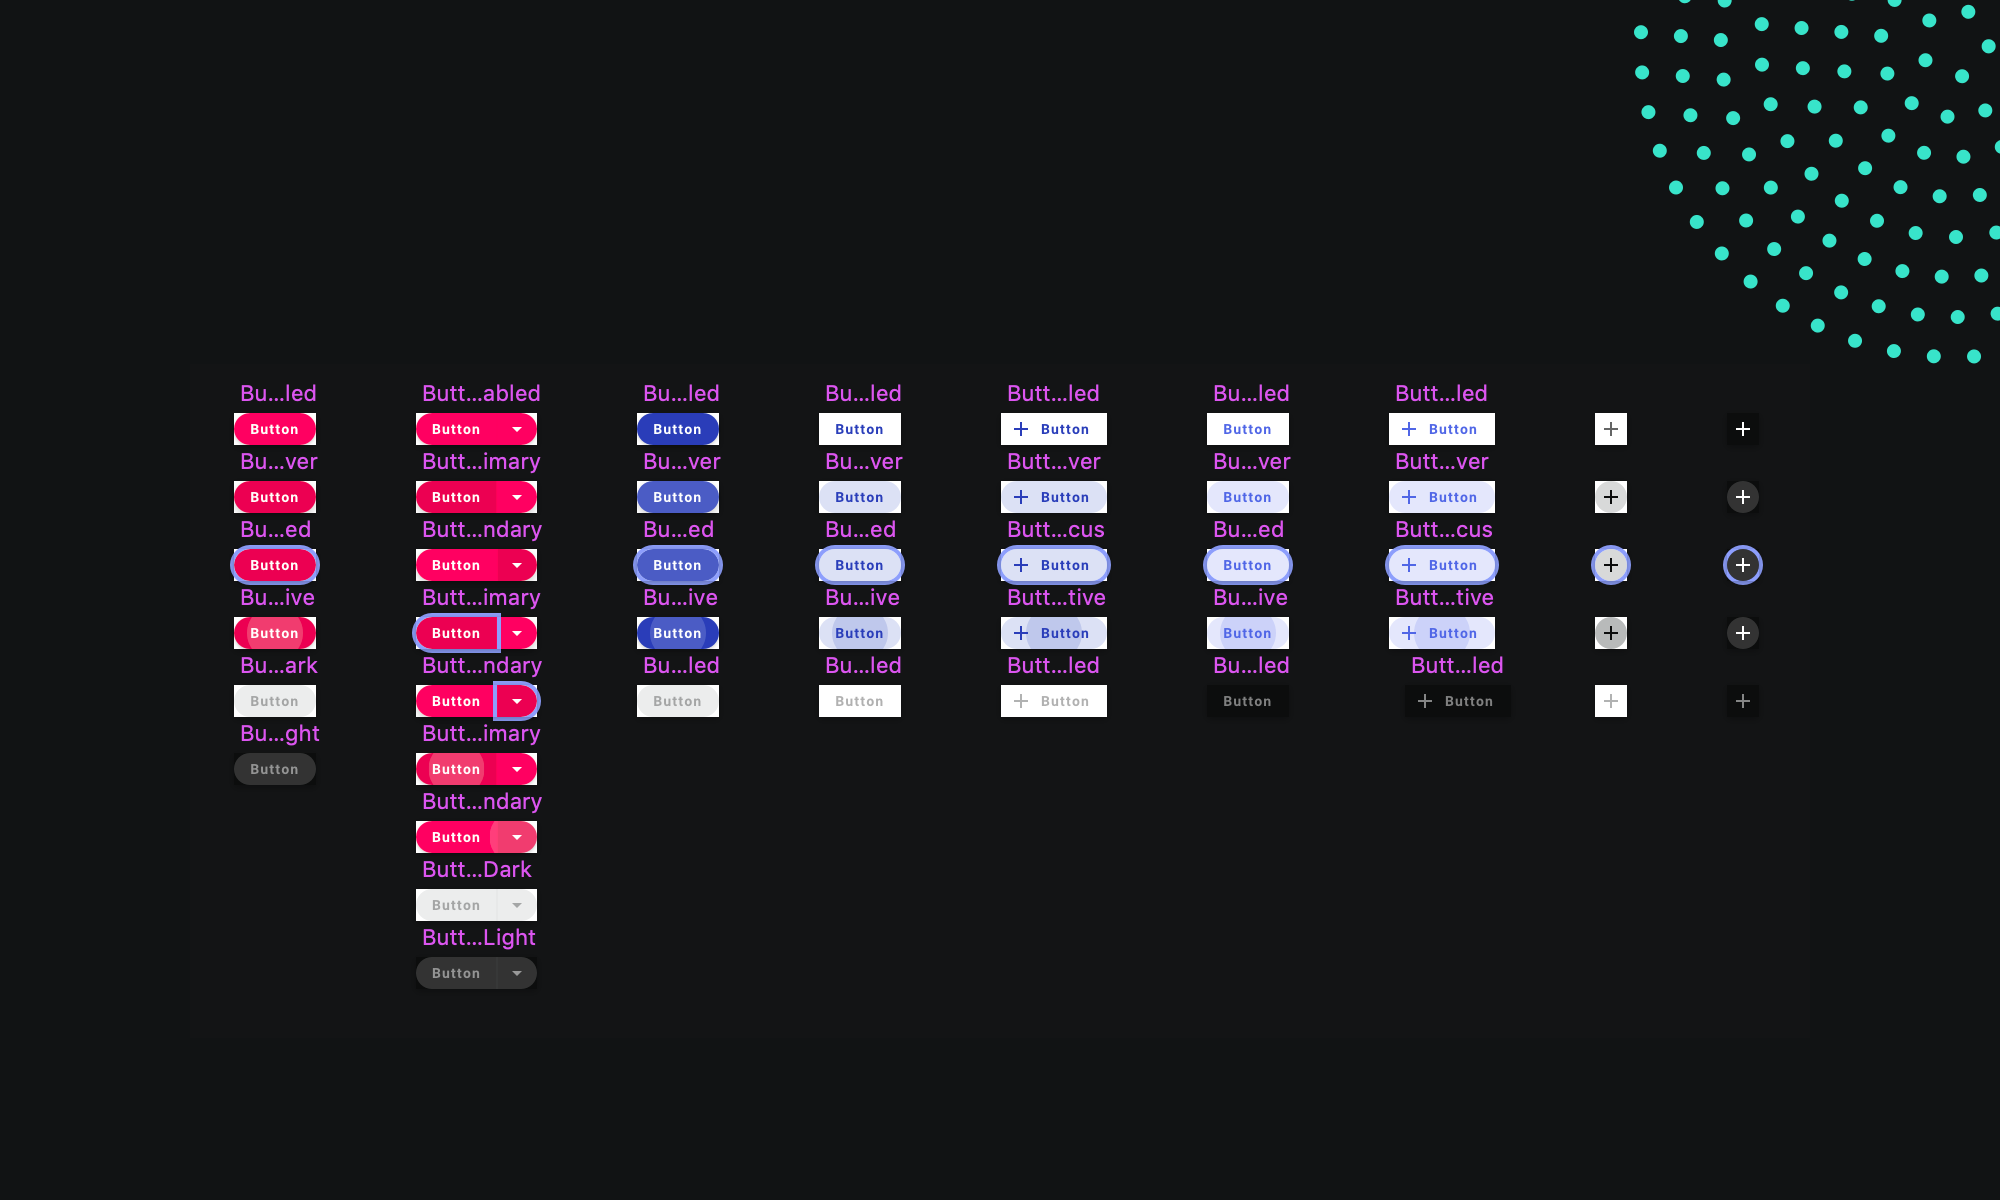 Bu...led Butt...abled Bu...led Bu...led Butt...led Bu...led Butt...led
Button Button Button Button Button Button Button
Bu...ver Butt...imary Bu...ver Bu...ver Butt...ver Bu...ver Butt...ver
Button Button Button Button Button Button Button
Bu...ed Butt...ndary Bu...ed Bu...ed Butt...cus Bu...ed Butt...cus
Button Button Button Button Button Button Button
Bu...ive Butt...imary Bu...ive Bu...ive Butt...tive Bu...ive Butt...tive
Button Button Button Button Button Button Button
Bu...ark Butt...ndary Bu...led Bu...led Butt...led Bu...led Butt...led
Button Button Button Button Button Button Button
Bu...ght Butt...imary
Button Button
Butt...ndary
Button
Butt...Dark
Button
Butt...Light
Button